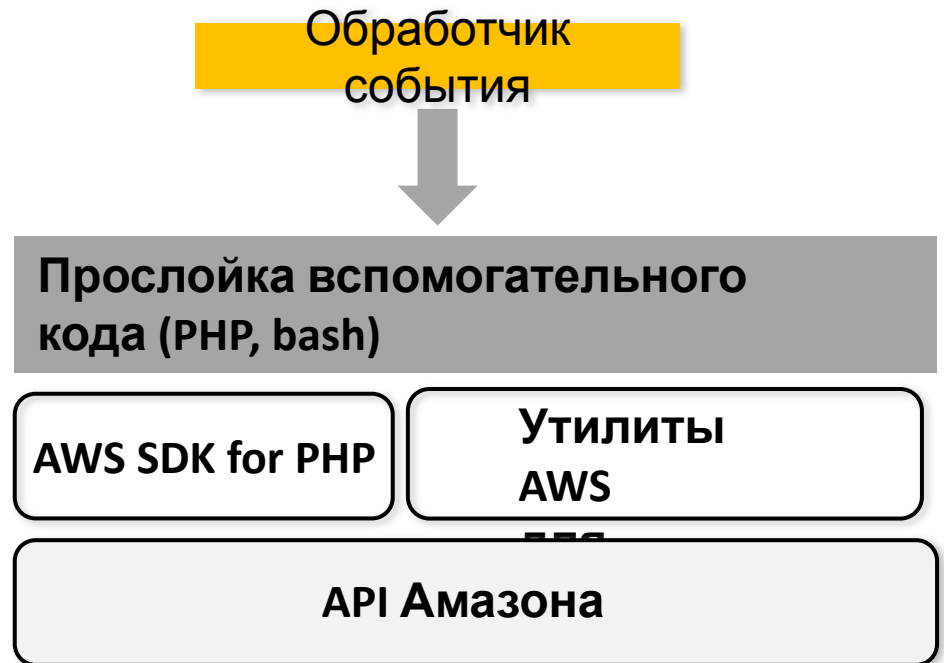 Обработчик
события
Прослойка вспомогательного
кода (PHP, bash)
AWS SDK for PHP
Утилиты
AWS
API Амазона